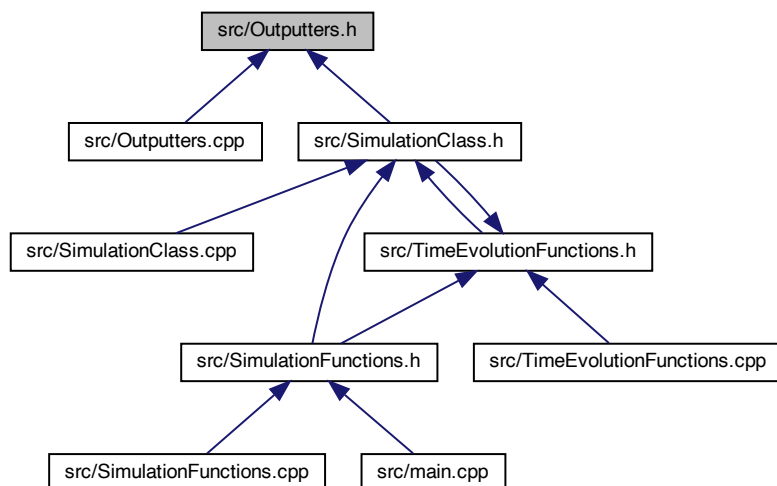 src/Outputters.h
src/Outputters.cpp
src/SimulationClass.h
src/SimulationClass.cpp
src/TimeEvolutionFunctions.h
src/SimulationFunctions.h
src/TimeEvolutionFunctions.cpp
src/SimulationFunctions.cpp
src/main.cpp